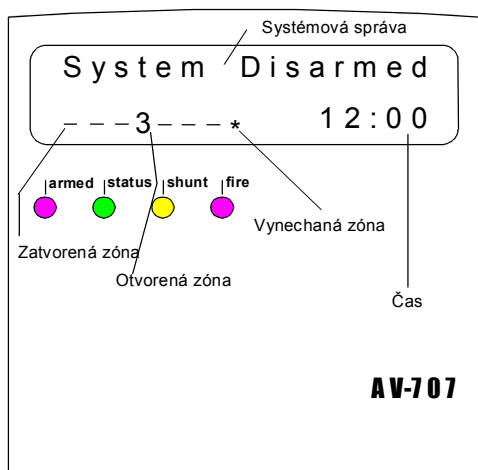 Systémová správa
System Disarmed
---3----* 12:00
armed status shunt fire
Vynechaná zóna
Zatvorená zóna
Otvorená zóna
Čas
AV-707